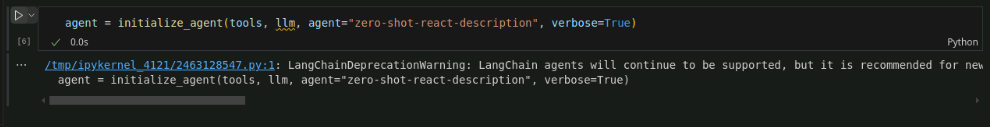 agent = initialize_agent(tools, llm, agent="zero-shot-react-description", verbose=True)
[6]
0.0s
Python
/tmp/ipykernel_4121/2463128547.py:1: LangChainDeprecationWarning: LangChain agents will continue to be supported, but it is recommended for new
agent = initialize_agent(tools, llm, agent="zero-shot-react-description", verbose=True)